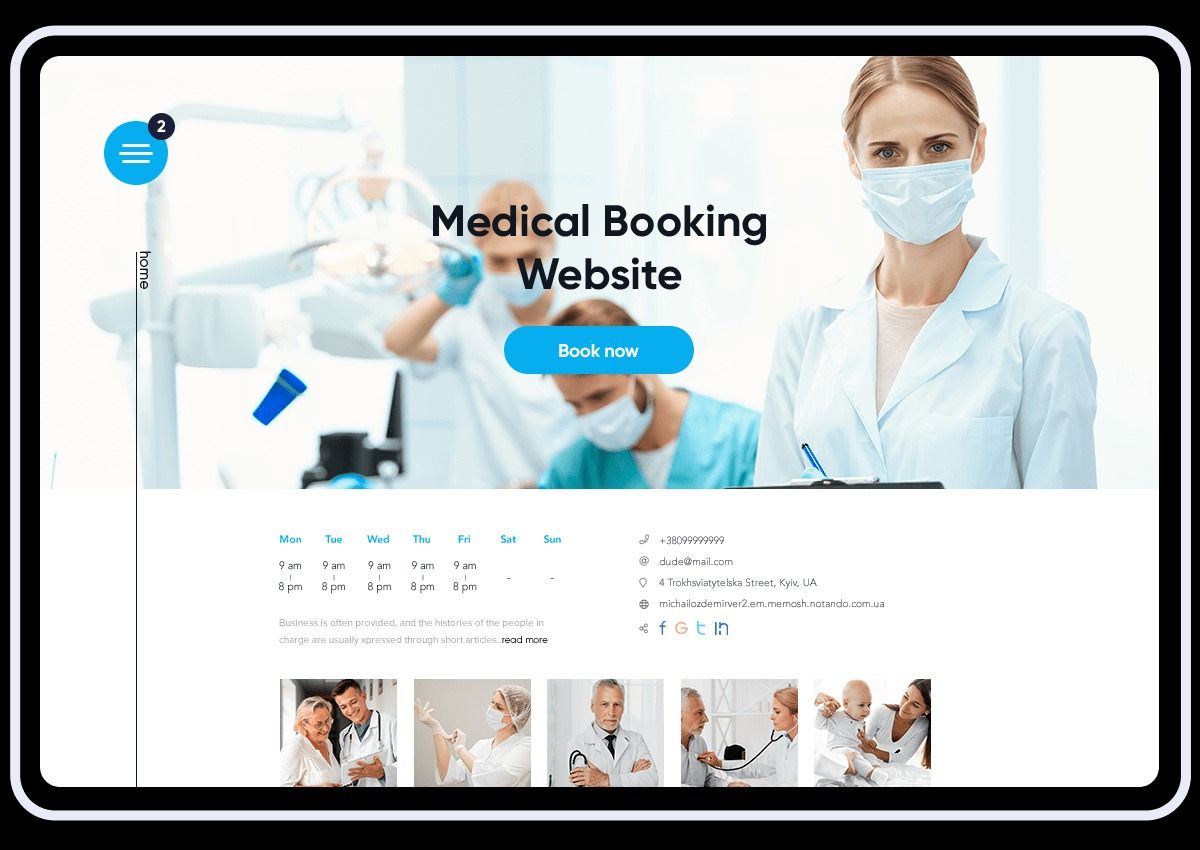 2
home
Medical Booking
Website
Book now
Mon Tue Wed Thu Fri Sat Sun
9 am 9 am 9 am 9 am 9 am
| | | | | - -
8 pm 8 pm 8 pm 8 pm 8 pm
Business is often provided, and the histories of the people in
charge are usually xpressed through short articles..read more
+38099999999
dude@mail.com
4 Trokhsviatytelska Street, Kyiv, UA
michailozdemirver2.em.memosh.notando.com.ua
f G t in